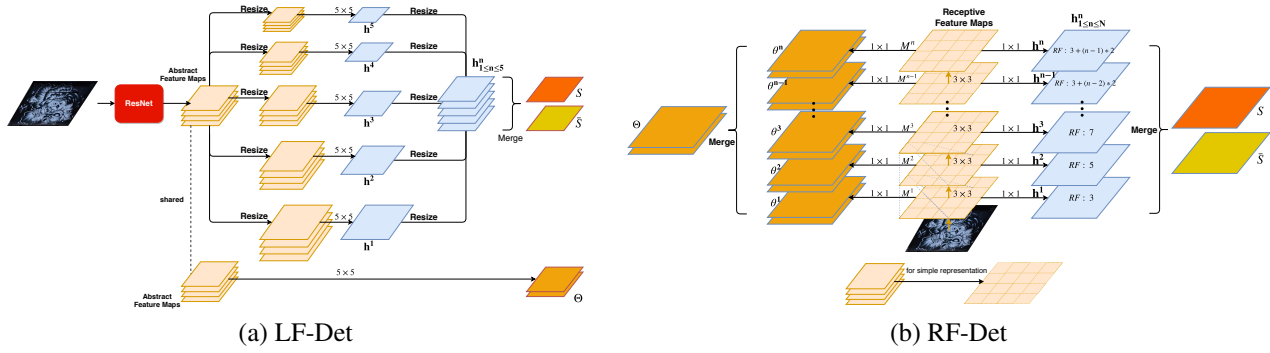 Resize
5 × 5
Resize
h⁵
Resize
5 × 5
Resize
h⁴
Abstract
Feature Maps
ResNet
Resize
5 × 5
Resize
h³
hⁿ₁≤n≤5
Merge
S
S̄
Resize
5 × 5
Resize
h²
shared
Resize
5 × 5
Resize
h¹
5 × 5
Abstract
Feature Maps
Θ
(a) LF-Det
Receptive
Feature Maps
hⁿ₁≤n≤N
θⁿ
1 × 1
Mⁿ
1 × 1
hⁿ
RF : 3 + (n − 1) * 2
θⁿ⁻¹
1 × 1
Mⁿ⁻¹
3 × 3
1 × 1
hⁿ⁻¹
RF : 3 + (n − 2) * 2
Θ
Merge
θ³
1 × 1
M³
3 × 3
1 × 1
h³
RF : 7
Merge
S
S̄
θ²
1 × 1
M²
3 × 3
1 × 1
h²
RF : 5
θ¹
1 × 1
M¹
3 × 3
1 × 1
h¹
RF : 3
for simple representation
(b) RF-Det